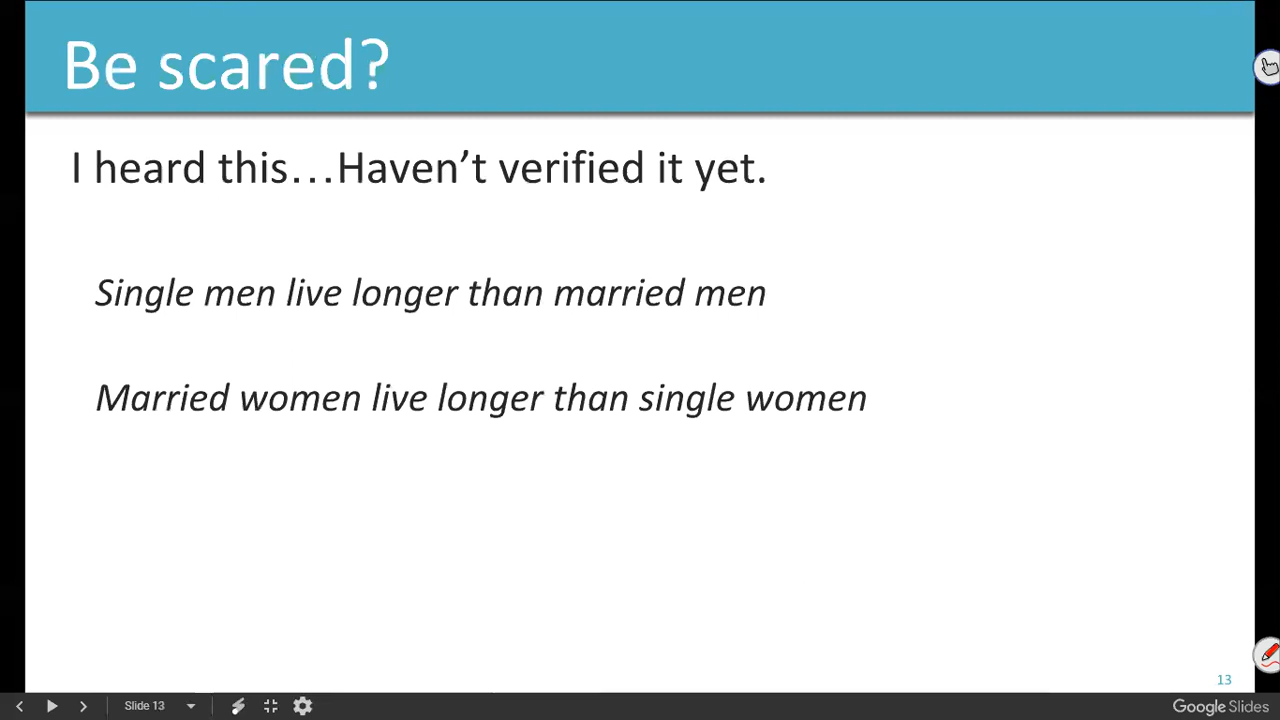 Be scared?
I heard this…Haven’t verified it yet.
Single men live longer than married men
Married women live longer than single women
13
Slide 13
Google Slides